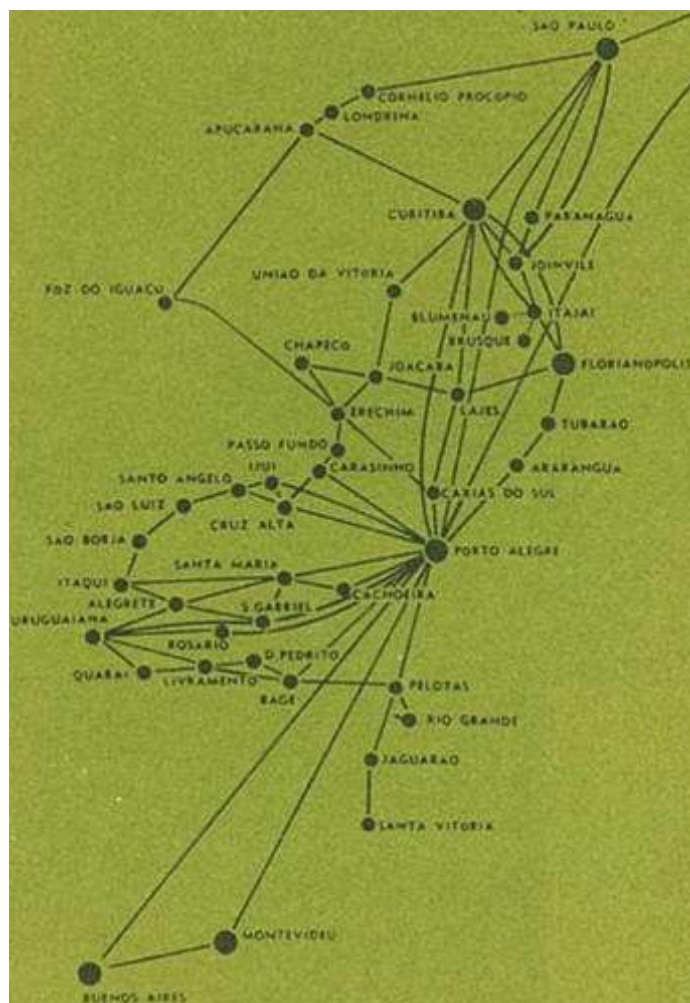 SAO PAULO
CORNELIO PROCOPIO
LONDRINA
APUCARANA
CURITIBA
PARANAGUA
JOINVILE
UNIAO DA VITORIA
FOZ DO IGUAÇU
BLUMENAU
ITAJAI
BRUSQUE
CHAPECO
JOACABA
FLORIANOPOLIS
LAJES
ERECHIM
TUBARAO
PASSO FUNDO
ARARANGUA
IJUI
CARASINHO
SANTO ANGELO
CAXIAS DO SUL
SAO LUIZ
CRUZ ALTA
SAO BORJA
PORTO ALEGRE
SANTA MARIA
ITAQUI
CACHOEIRA
ALEGRETE
S.GABRIEL
URUGUAIANA
ROSARIO
D.PEDRITO
QUARAI
LIVRAMENTO
PELOTAS
BAGE
RIO GRANDE
JAGUARAO
SANTA VITORIA
MONTEVIDEU
BUENOS AIRES